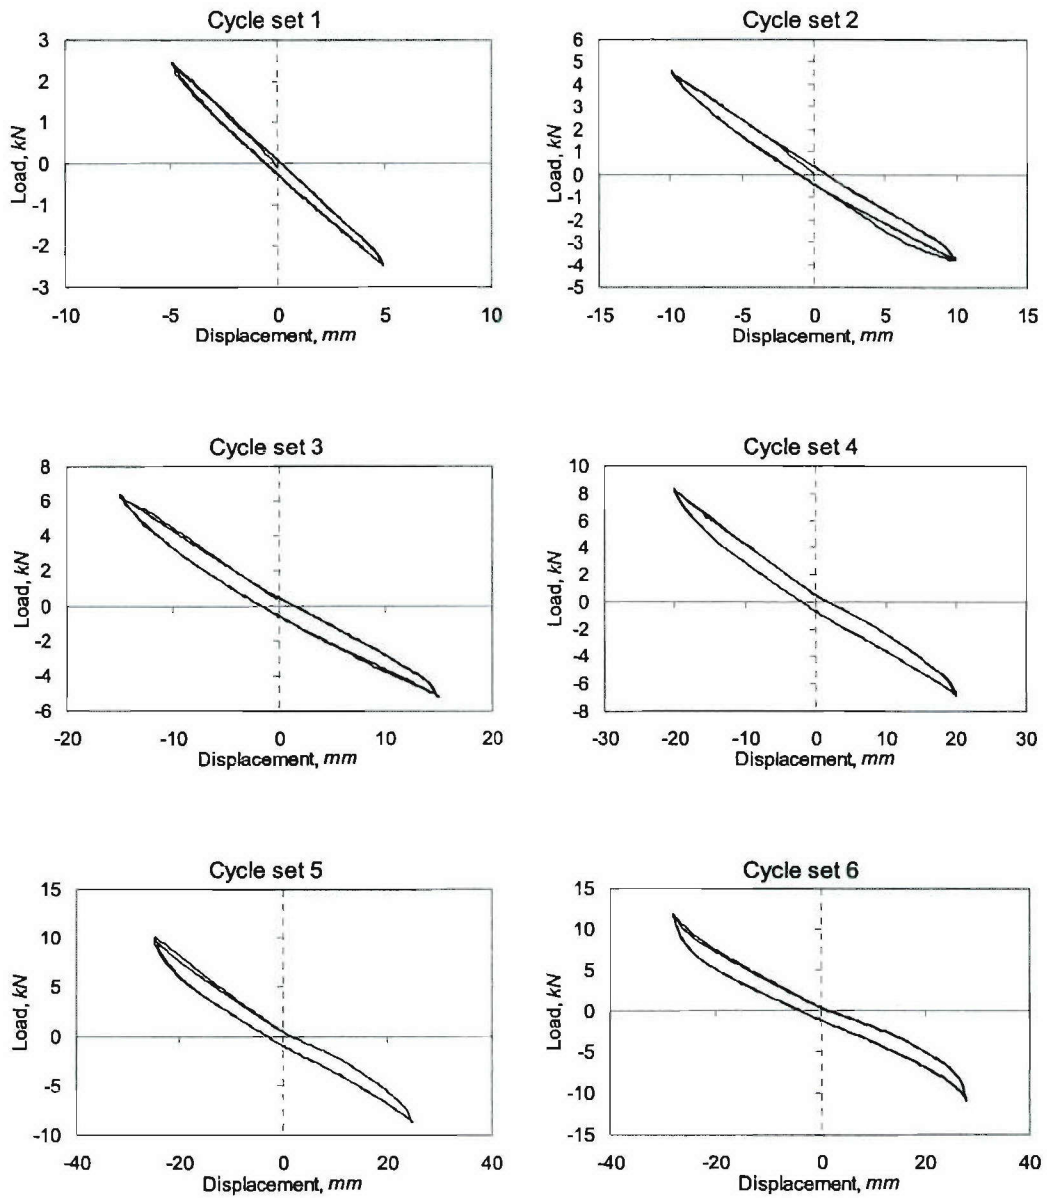 Cycle set 1
3
2
1
0
-1
-2
-3
Load, kN
-10 -5 0 5 10
Displacement, mm
Cycle set 2
6
5
4
3
2
1
0
-1
-2
-3
-4
-5
Load, kN
-15 -10 -5 0 5 10 15
Displacement, mm
Cycle set 3
8
6
4
2
0
-2
-4
-6
Load, kN
-20 -10 0 10 20
Displacement, mm
Cycle set 4
10
8
6
4
2
0
-2
-4
-6
-8
Load, kN
-30 -20 -10 0 10 20 30
Displacement, mm
Cycle set 5
15
10
5
0
-5
-10
Load, kN
-40 -20 0 20 40
Displacement, mm
Cycle set 6
15
10
5
0
-5
-10
-15
Load, kN
-40 -20 0 20 40
Displacement, mm